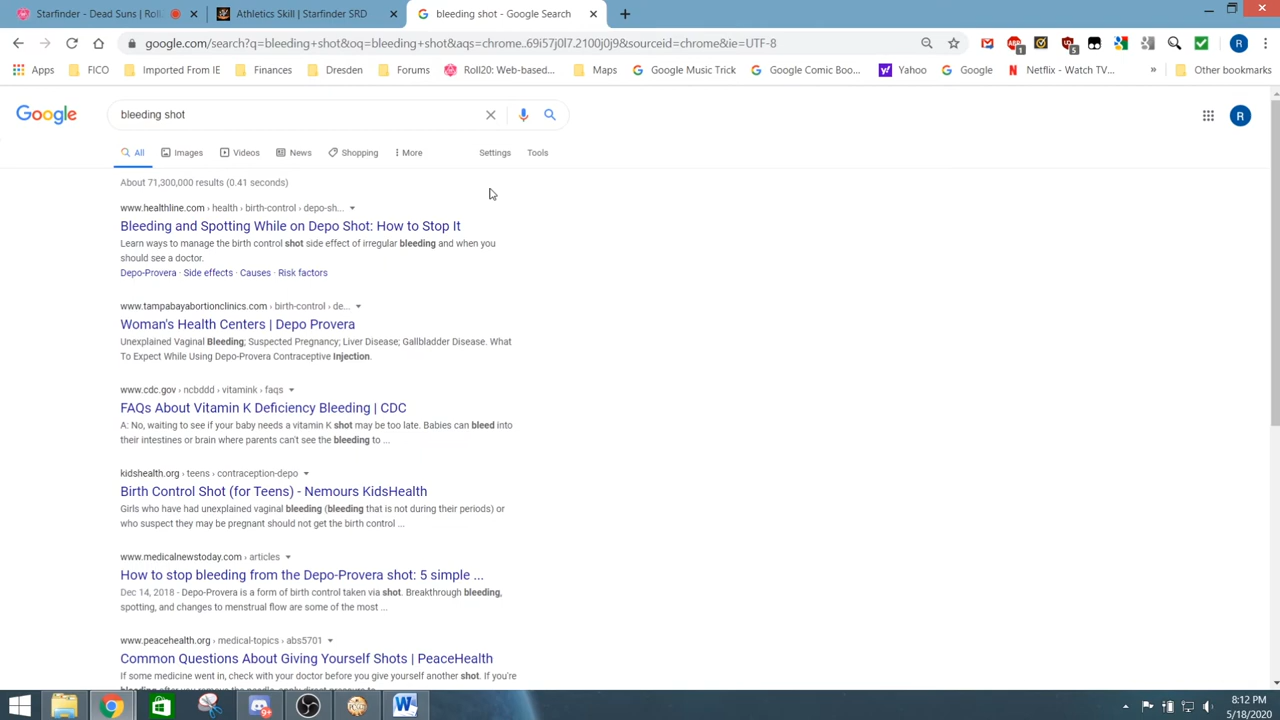 Starfinder - Dead Suns | Roll
Athletics Skill | Starfinder SRD
bleeding shot - Google Search
google.com/search?q=bleeding+shot&oq=bleeding+shot&aqs=chrome..69i57j0l7.2100j0j9&sourceid=chrome&ie=UTF-8
1
5
R
Apps
FICO
Imported From IE
Finances
Dresden
Forums
Roll20: Web-based...
Maps
Google Music Trick
Google Comic Boo...
Yahoo
Google
Netflix - Watch TV...
»
Other bookmarks
Google
bleeding shot
R
All
Images
Videos
News
Shopping
More
Settings
Tools
About 71,300,000 results (0.41 seconds)
www.healthline.com › health › birth-control › depo-sh...
Bleeding and Spotting While on Depo Shot: How to Stop It
Learn ways to manage the birth control shot side effect of irregular bleeding and when you
should see a doctor.
Depo-Provera · Side effects · Causes · Risk factors
www.tampabayabortionclinics.com › birth-control › de...
Woman's Health Centers | Depo Provera
Unexplained Vaginal Bleeding; Suspected Pregnancy; Liver Disease; Gallbladder Disease. What
To Expect While Using Depo-Provera Contraceptive Injection.
www.cdc.gov › ncbddd › vitamink › faqs
FAQs About Vitamin K Deficiency Bleeding | CDC
A: No, waiting to see if your baby needs a vitamin K shot may be too late. Babies can bleed into
their intestines or brain where parents can't see the bleeding to ...
kidshealth.org › teens › contraception-depo
Birth Control Shot (for Teens) - Nemours KidsHealth
Girls who have had unexplained vaginal bleeding (bleeding that is not during their periods) or
who suspect they may be pregnant should not get the birth control ...
www.medicalnewstoday.com › articles
How to stop bleeding from the Depo-Provera shot: 5 simple ...
Dec 14, 2018 - Depo-Provera is a form of birth control taken via shot. Breakthrough bleeding,
spotting, and changes to menstrual flow are some of the most ...
www.peacehealth.org › medical-topics › abs5701
Common Questions About Giving Yourself Shots | PeaceHealth
If some medicine went in, check with your doctor before you give yourself another shot. If you're
bleeding after you remove the needle, apply direct pressure to
8:12 PM
5/18/2020